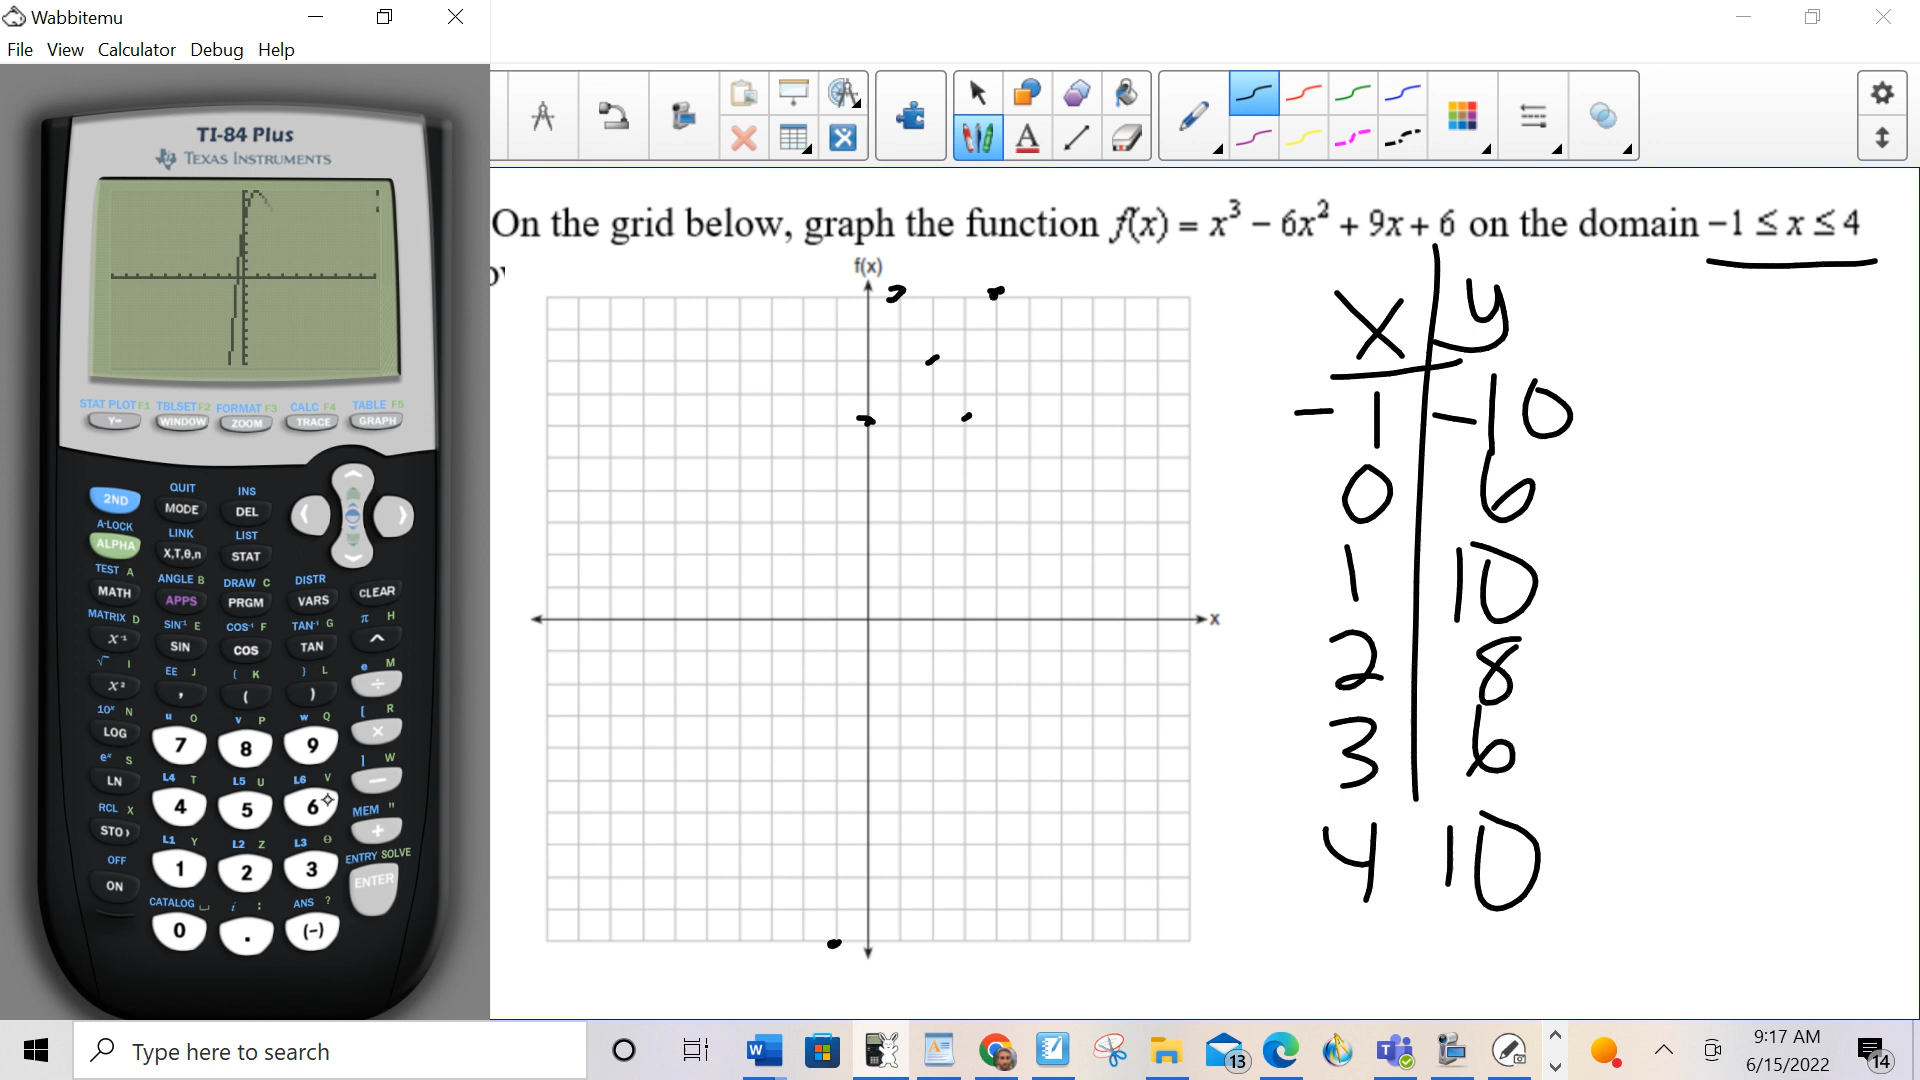 Wabbitemu
File View Calculator Debug Help
TI-84 Plus
TEXAS INSTRUMENTS
STAT PLOT F1 TBLSET F2 FORMAT F3 CALC F4 TABLE F5
Y= WINDOW ZOOM TRACE GRAPH
QUIT INS
2ND MODE DEL
A-LOCK LINK LIST
ALPHA X,T,θ,n STAT
TEST A ANGLE B DRAW C DISTR
MATH APPS PRGM VARS CLEAR
MATRIX D SIN⁻¹ E COS⁻¹ F TAN⁻¹ G π H
x⁻¹ SIN COS TAN ^
√ I EE J { K } L e M
x² , ( ) ÷
10ˣ N u O v P w Q [ R
LOG 7 8 9 ×
eˣ S L4 T L5 U L6 V ] W
LN 4 5 6 −
RCL X L1 Y L2 Z L3 θ MEM "
STO› 1 2 3 +
OFF CATALOG ⎵ i : ANS ? ENTRY SOLVE
ON 0 . (-) ENTER
On the grid below, graph the function f(x) = x³ − 6x² + 9x + 6 on the domain −1 ≤ x ≤ 4
f(x)
x
x y
-1 -10
0 6
1 10
2 8
3 6
4 10
Type here to search
W
13
9:17 AM
6/15/2022
14